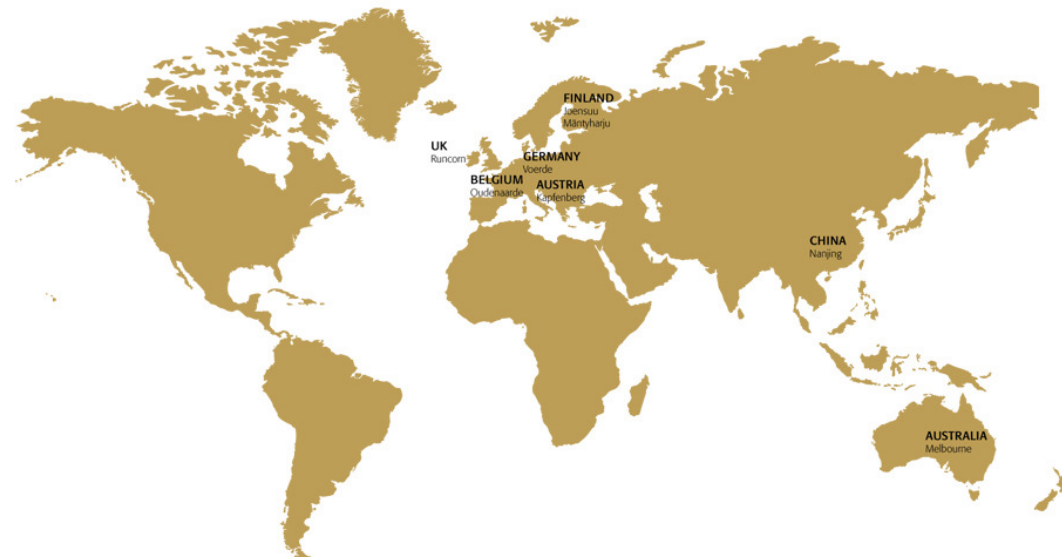 FINLAND
Joensuu
Mäntyharju
UK
Runcorn
GERMANY
Voerde
BELGIUM
Oudenaarde
AUSTRIA
Kapfenberg
CHINA
Nanjing
AUSTRALIA
Melbourne